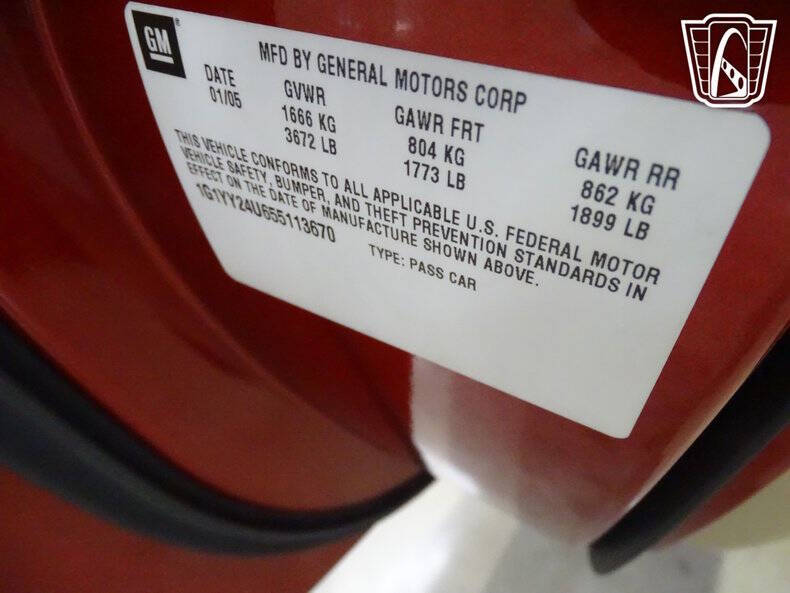 GM
MFD BY GENERAL MOTORS CORP
DATE GVWR GAWR FRT GAWR RR
01/05 1666 KG 804 KG 862 KG
3672 LB 1773 LB 1899 LB
THIS VEHICLE CONFORMS TO ALL APPLICABLE U.S. FEDERAL MOTOR
VEHICLE SAFETY, BUMPER, AND THEFT PREVENTION STANDARDS IN
EFFECT ON THE DATE OF MANUFACTURE SHOWN ABOVE.
1G1YY24U655113670 TYPE: PASS CAR